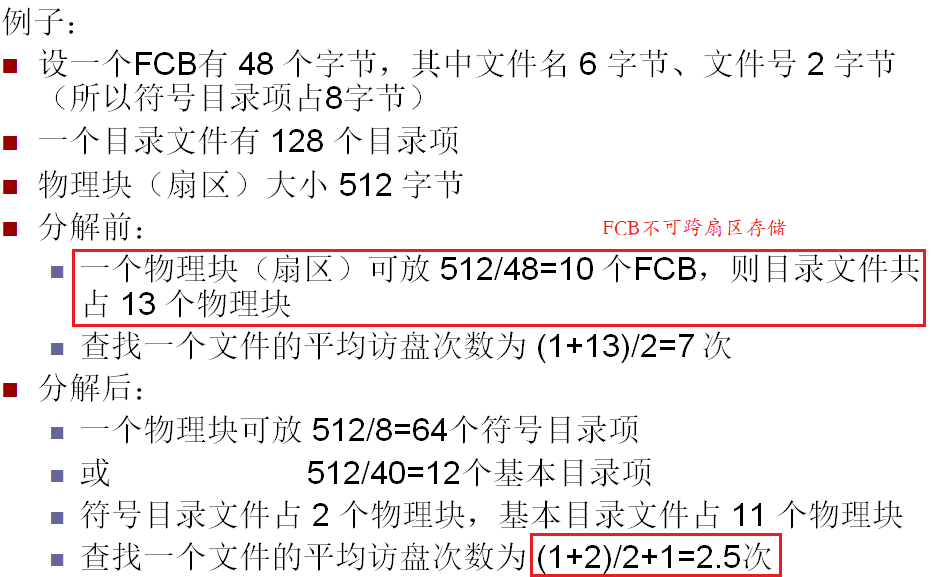 例子：
设一个FCB有 48 个字节，其中文件名 6 字节、文件号 2 字节
（所以符号目录项占8字节）
一个目录文件有 128 个目录项
物理块（扇区）大小 512 字节
分解前：
FCB不可跨扇区存储
一个物理块（扇区）可放 512/48=10 个FCB，则目录文件共
占 13 个物理块
查找一个文件的平均访盘次数为 (1+13)/2=7 次
分解后：
一个物理块可放 512/8=64个符号目录项
或 512/40=12个基本目录项
符号目录文件占 2 个物理块，基本目录文件占 11 个物理块
查找一个文件的平均访盘次数为 (1+2)/2+1=2.5次